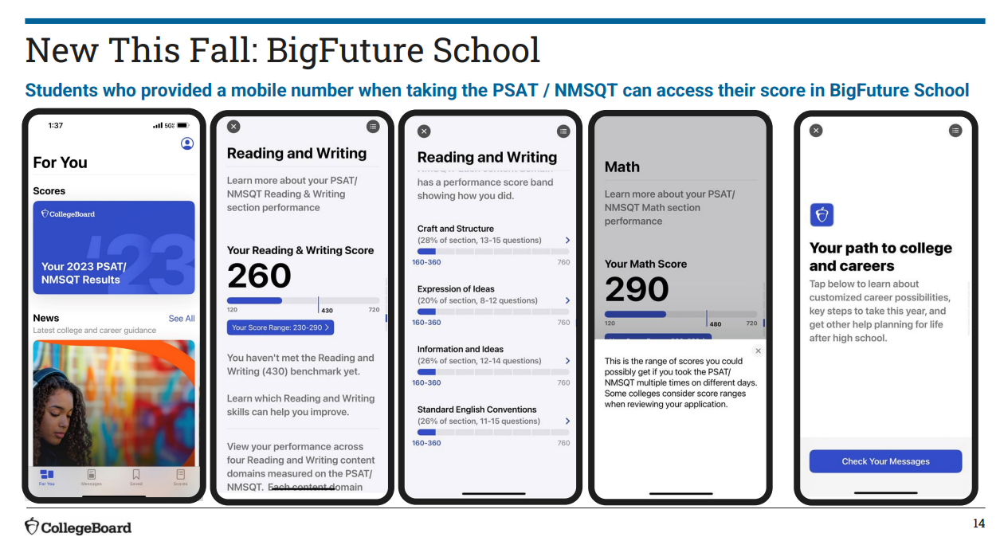 New This Fall: BigFuture School
Students who provided a mobile number when taking the PSAT / NMSQT can access their score in BigFuture School
1:37
5G
For You
Scores
CollegeBoard
'23
Your 2023 PSAT/
NMSQT Results
News
See All
Latest college and career guidance
For You
Messages
Saved
Scores
Reading and Writing
Learn more about your PSAT/
NMSQT Reading & Writing
section performance
Your Reading & Writing Score
260
120
430
720
Your Score Range: 230-290 >
You haven't met the Reading and
Writing (430) benchmark yet.
Learn which Reading and Writing
skills can help you improve.
View your performance across
four Reading and Writing content
domains measured on the PSAT/
NMSQT. Each content domain
Reading and Writing
NMSQT. Each content domain
has a performance score band
showing how you did.
Craft and Structure
(28% of section, 13-15 questions)
160-360
760
Expression of Ideas
(20% of section, 8-12 questions)
160-360
760
Information and Ideas
(26% of section, 12-14 questions)
160-360
760
Standard English Conventions
(26% of section, 11-15 questions)
160-360
760
Math
Learn more about your PSAT/
NMSQT Math section
performance
Your Math Score
290
120
480
720
This is the range of scores you could
possibly get if you took the PSAT/
NMSQT multiple times on different days.
Some colleges consider score ranges
when reviewing your application.
Your path to college
and careers
Tap below to learn about
customized career possibilities,
key steps to take this year, and
get other help planning for life
after high school.
Check Your Messages
CollegeBoard
14